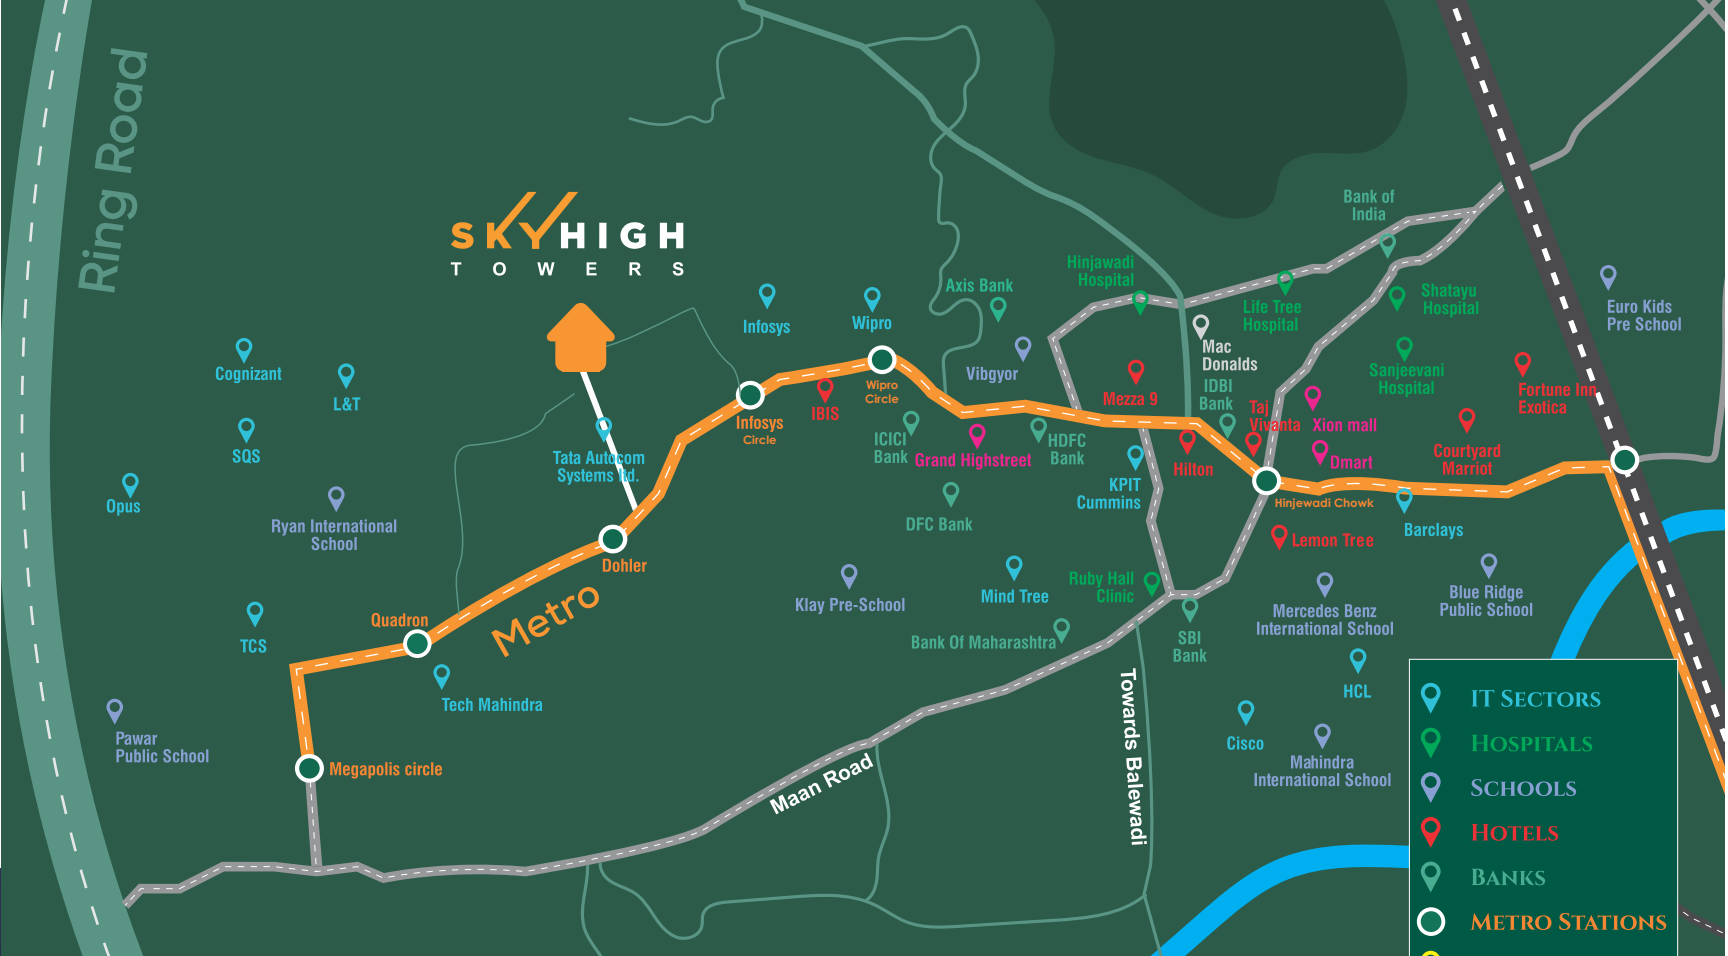 Ring Road
SKYHIGH
TOWERS
Infosys
Wipro
Axis Bank
Hinjawadi
Hospital
Bank of
India
Life Tree
Hospital
Shatayu
Hospital
Euro Kids
Pre School
Cognizant
L&T
SQS
Opus
Ryan International
School
Tata Autocom
Systems ltd.
Infosys
Circle
IBIS
Wipro
Circle
Vibgyor
ICICI
Bank
Grand Highstreet
HDFC
Bank
Mezza 9
Mac
Donalds
IDBI
Bank
Taj
Vivanta
Xion mall
Dmart
Sanjeevani
Hospital
Fortune Inn
Exotica
Courtyard
Marriot
Hilton
KPIT
Cummins
Hinjewadi Chowk
DFC Bank
Barclays
Lemon Tree
Dohler
Metro
Quadron
TCS
Tech Mahindra
Klay Pre-School
Mind Tree
Ruby Hall
Clinic
Bank Of Maharashtra
SBI
Bank
Mercedes Benz
International School
Blue Ridge
Public School
HCL
Cisco
Mahindra
International School
Pawar
Public School
Megapolis circle
Maan Road
Towards Balewadi
IT Sectors
Hospitals
Schools
Hotels
Banks
Metro Stations